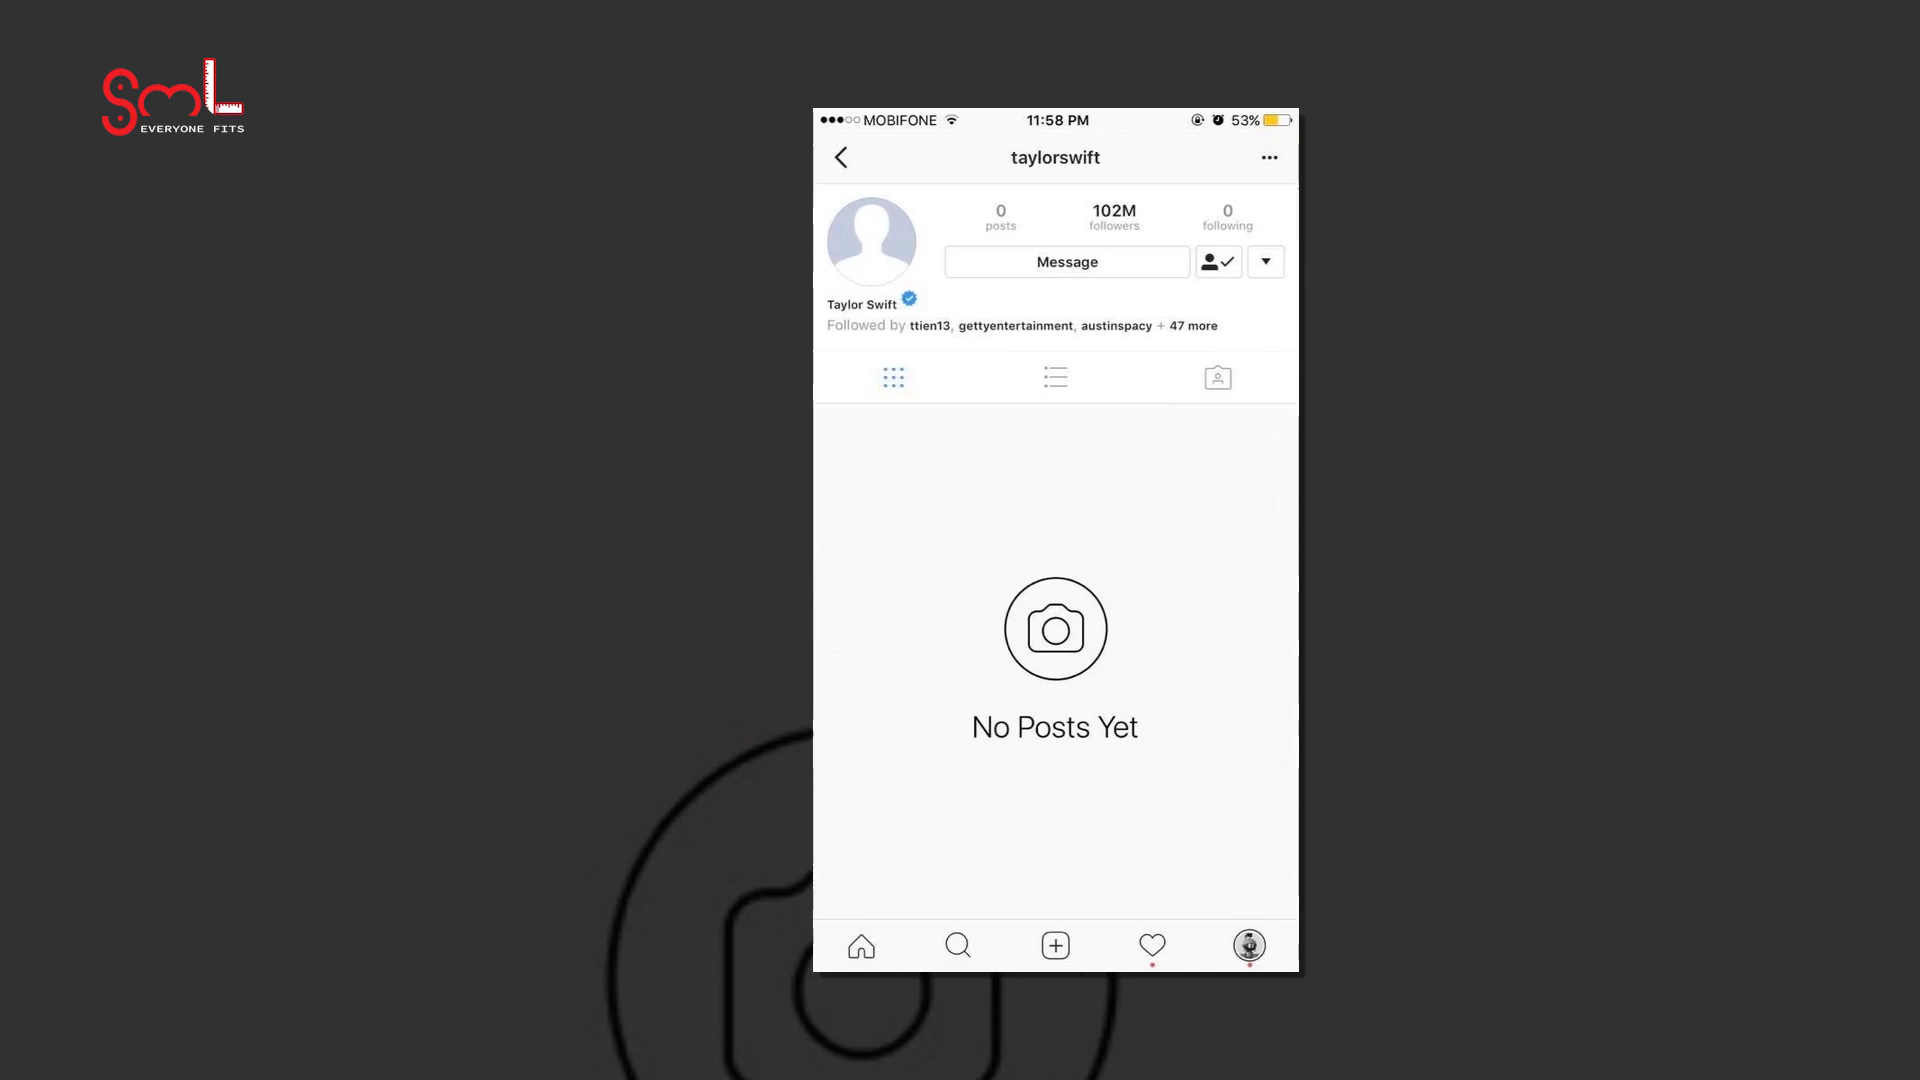 SmL
EVERYONE FITS
MOBIFONE 11:58 PM 53%
taylorswift
0 102M 0
posts followers following
Message
Taylor Swift
Followed by ttien13, gettyentertainment, austinspacy + 47 more
No Posts Yet